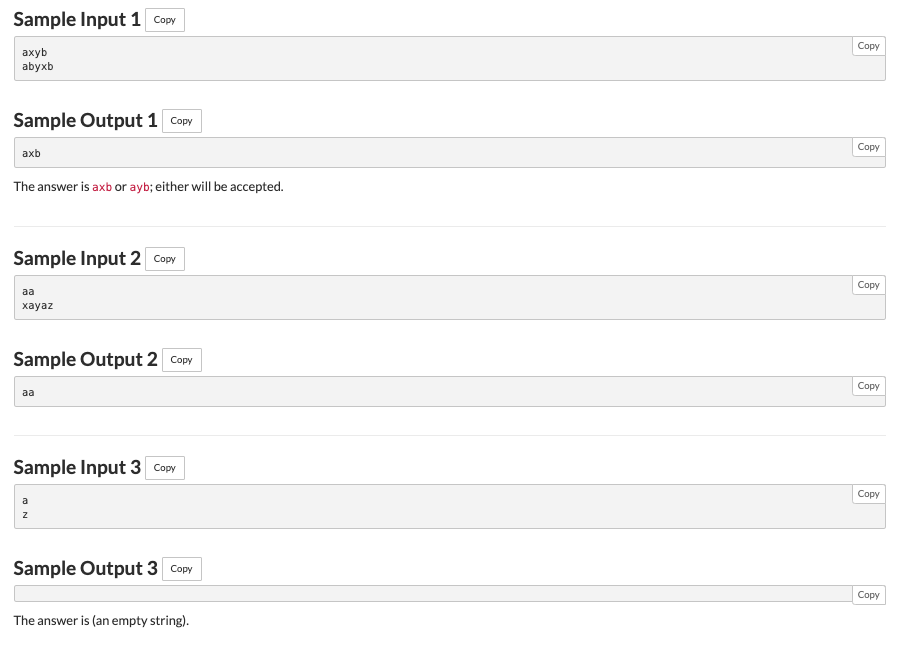 Sample Input 1 Copy
Copy
axyb
abyxb
Sample Output 1 Copy
Copy
axb
The answer is axb or ayb; either will be accepted.
Sample Input 2 Copy
Copy
aa
xayaz
Sample Output 2 Copy
Copy
aa
Sample Input 3 Copy
Copy
a
z
Sample Output 3 Copy
Copy
The answer is (an empty string).